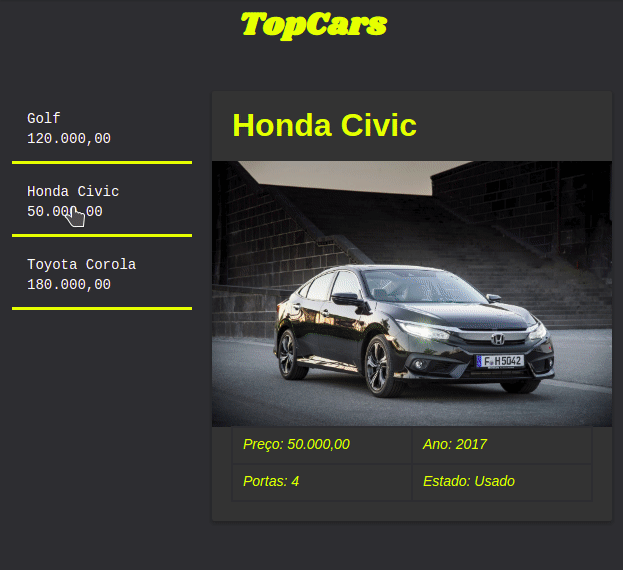 TopCars
Golf
120.000,00
Honda Civic
50.000,00
Toyota Corola
180.000,00
Honda Civic
F H 5042
Preço: 50.000,00
Ano: 2017
Portas: 4
Estado: Usado